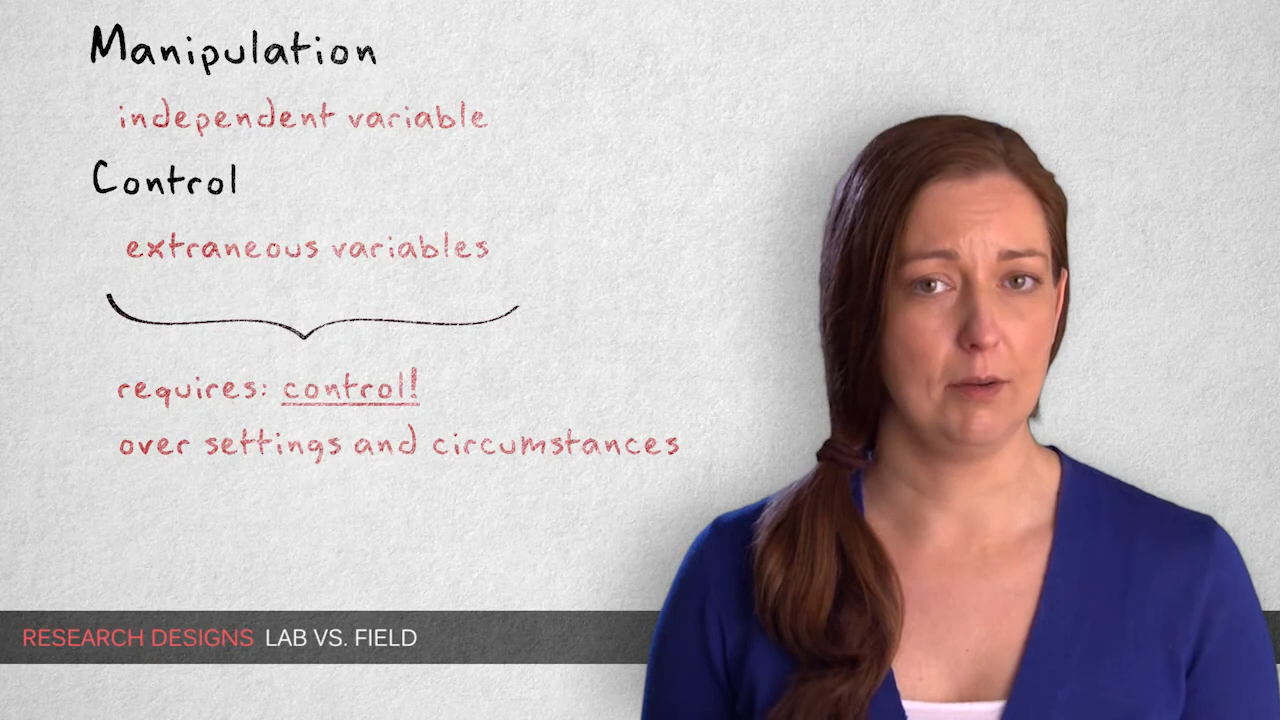 Manipulation
independent variable
Control
extraneous variables
requires: control!
over settings and circumstances
RESEARCH DESIGNS LAB VS. FIELD